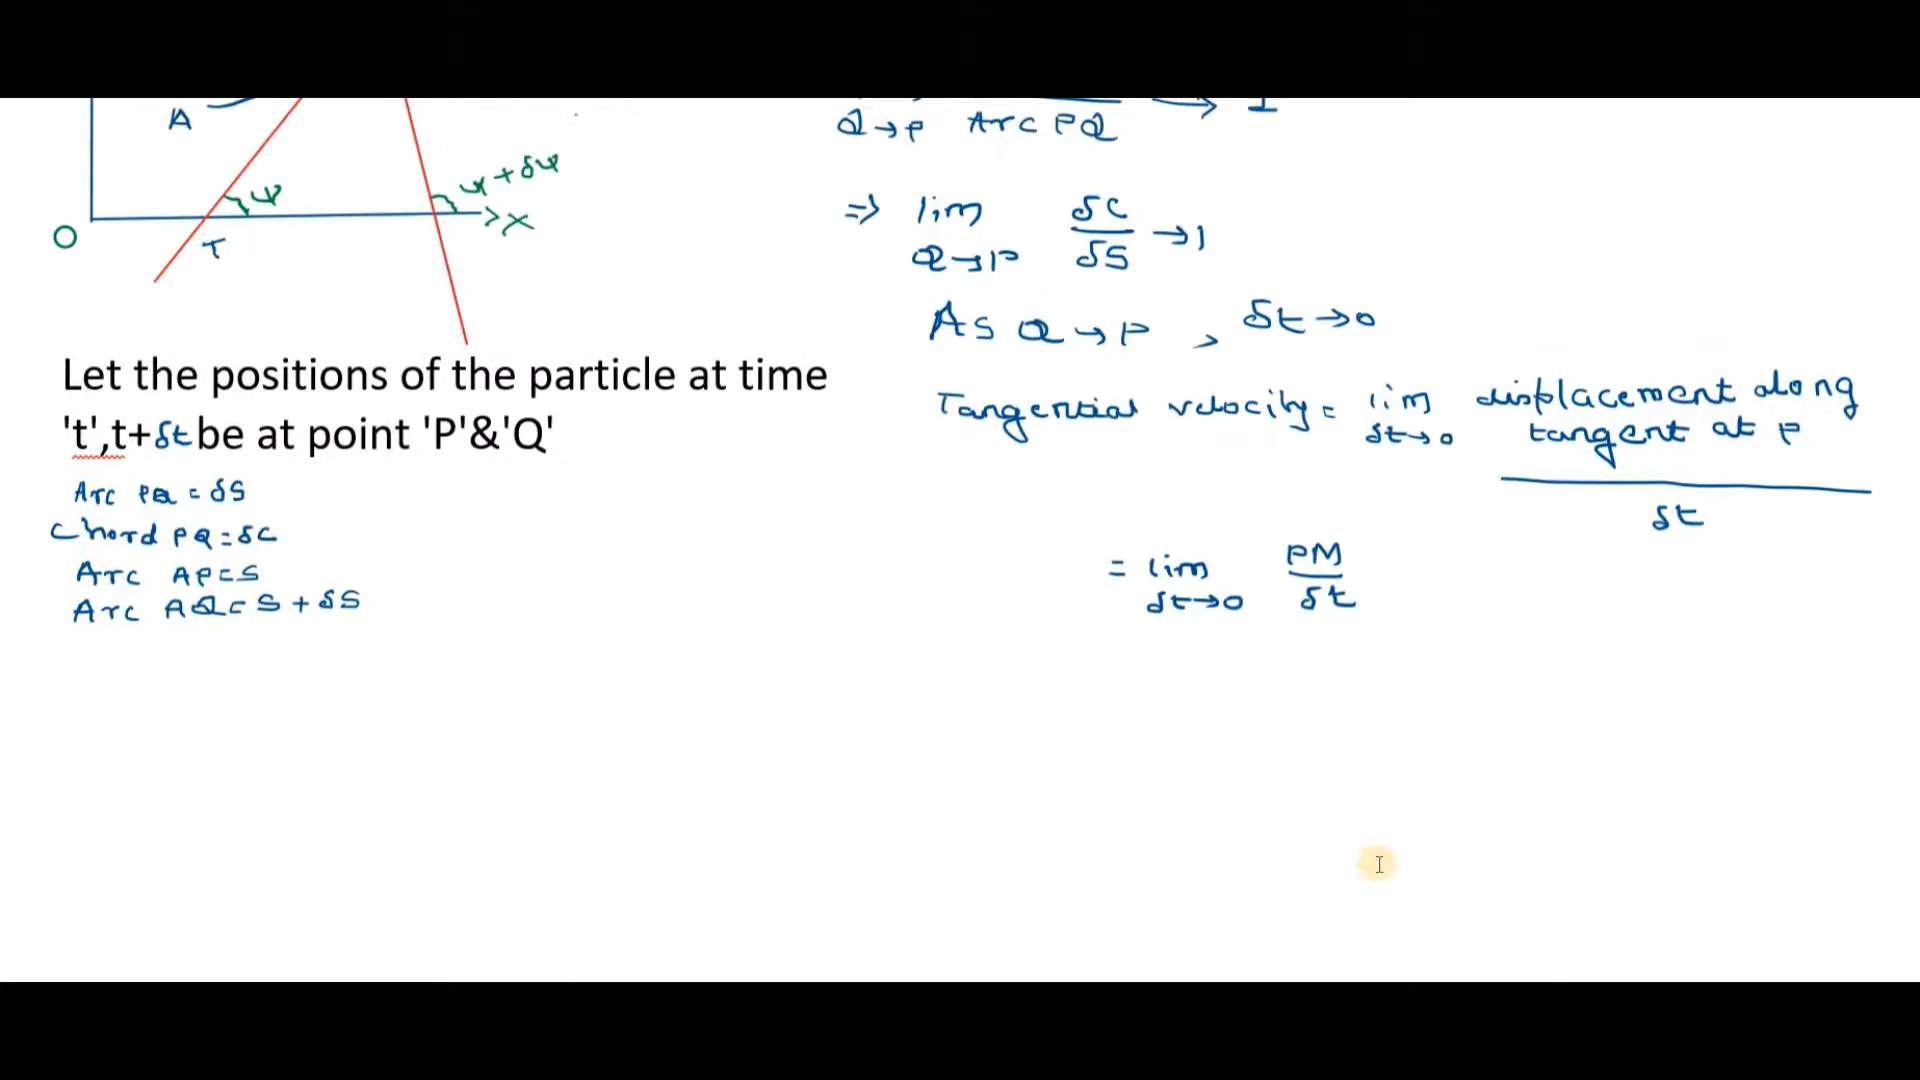 A
ψ
ψ+δψ
O
T
X
Let the positions of the particle at time
't',t+δt be at point 'P'&'Q'
Arc PQ = δS
Chord PQ = δC
Arc AP = S
Arc AQ = S + δS
Q→P Arc PQ → 1
=> lim δC/δS → 1
Q→P
As Q→P , δt→0
Tangential velocity = lim displacement along
δt→0 tangent at P
δt
= lim PM
δt→0 δt